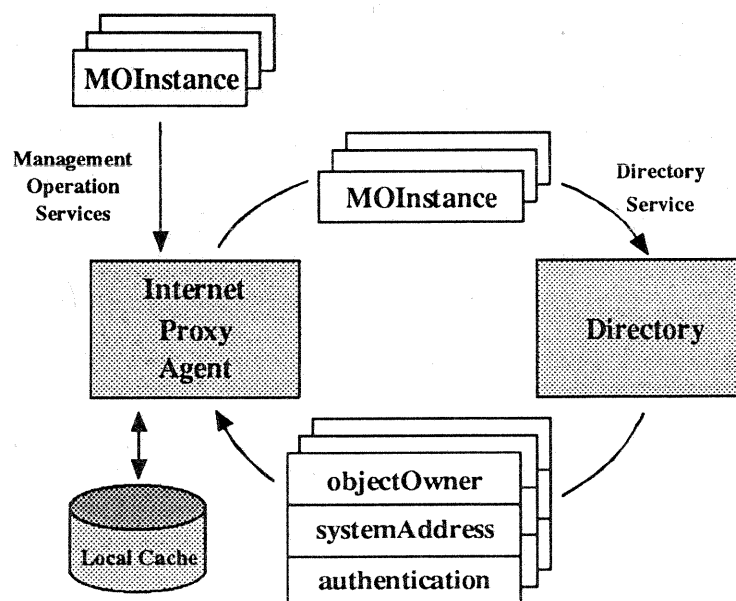 MOInstance
Management
Operation
Services
MOInstance
Directory
Service
Internet
Proxy
Agent
Directory
objectOwner
systemAddress
authentication
Local Cache